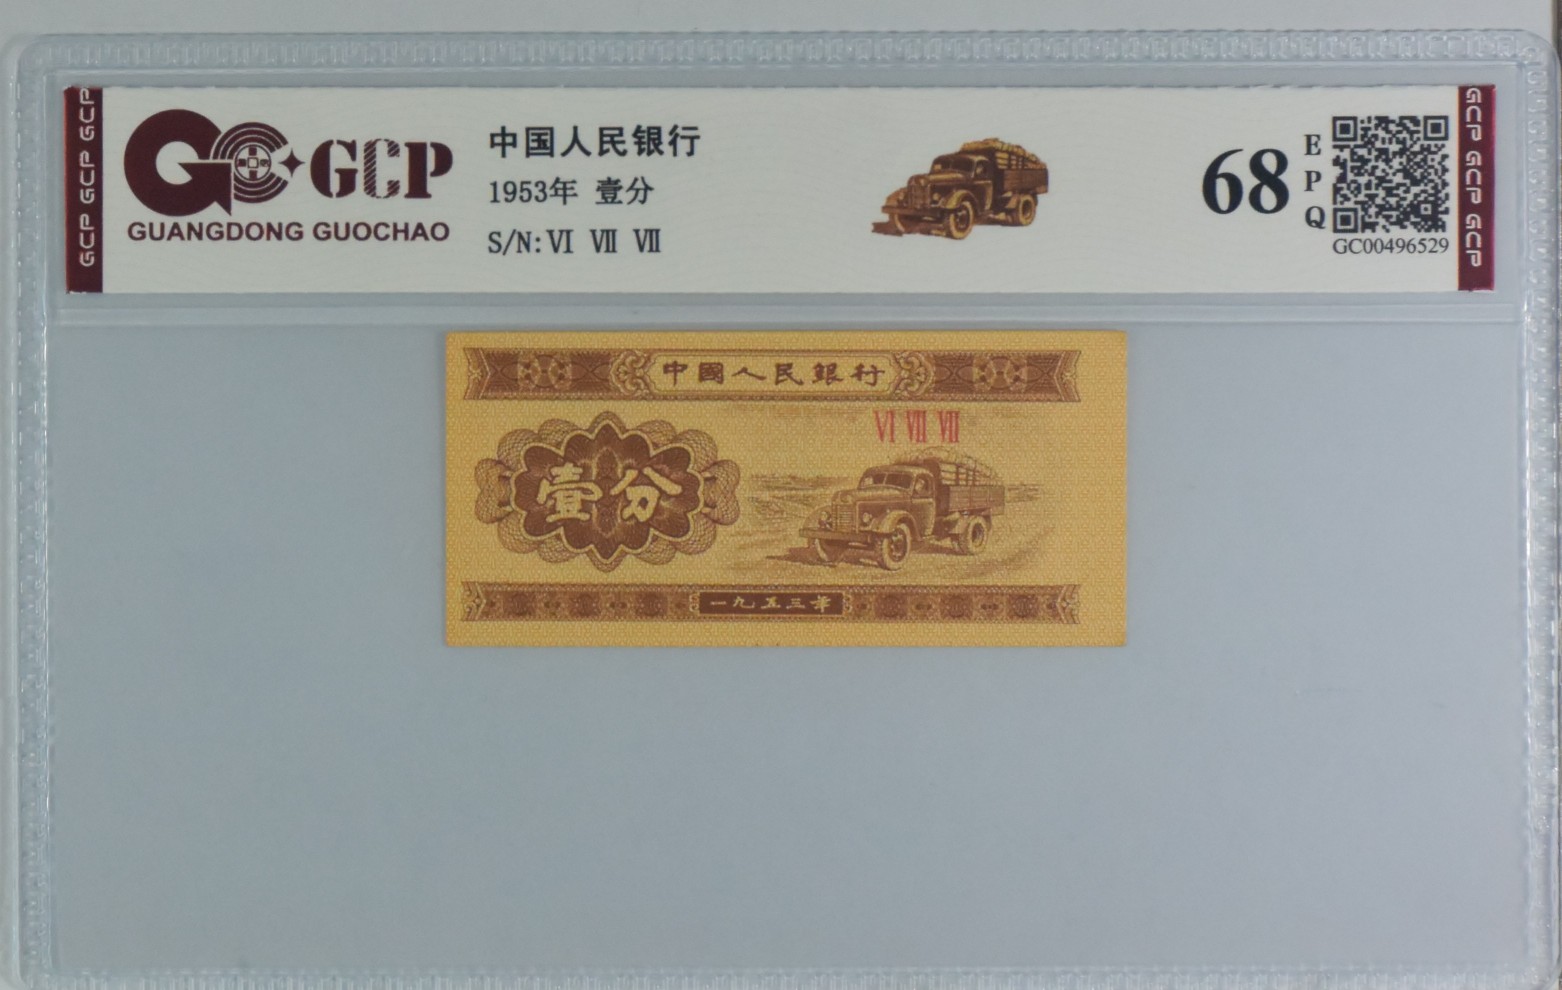 GCP GCP GCP
GC GCP
GUANGDONG GUOCHAO
中国人民银行
1953年 壹分
S/N: VI VII VII
68
EPQ
GC00496529
GCP GCP GCP
中國人民銀行
VI VII VII
壹分
一九五三年